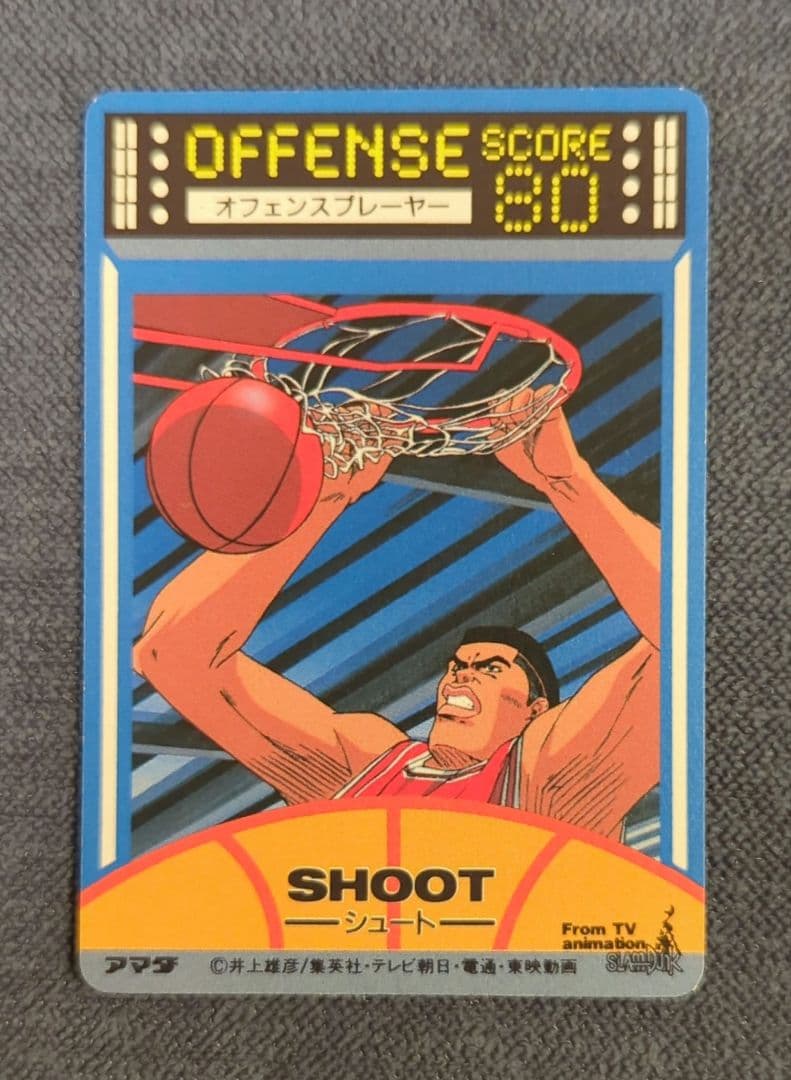 OFFENSE
SCORE
オフェンスプレーヤー
80
SHOOT
シュート
From TV
animation
SLAM DUNK
アマダ
©井上雄彦/集英社・テレビ朝日・電通・東映動画